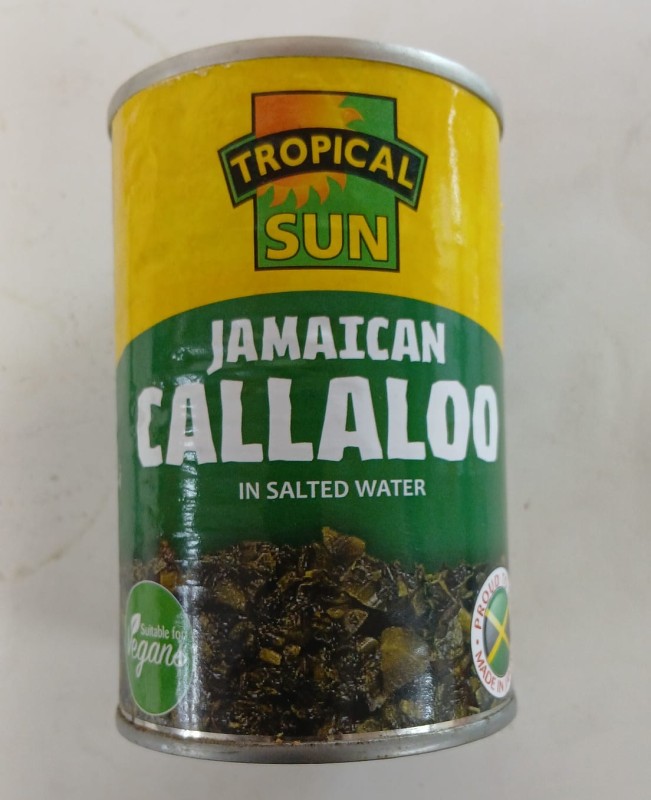 TROPICAL
SUN
JAMAICAN
CALLALOO
IN SALTED WATER
Suitable for
Vegans
PROUD
MADE IN